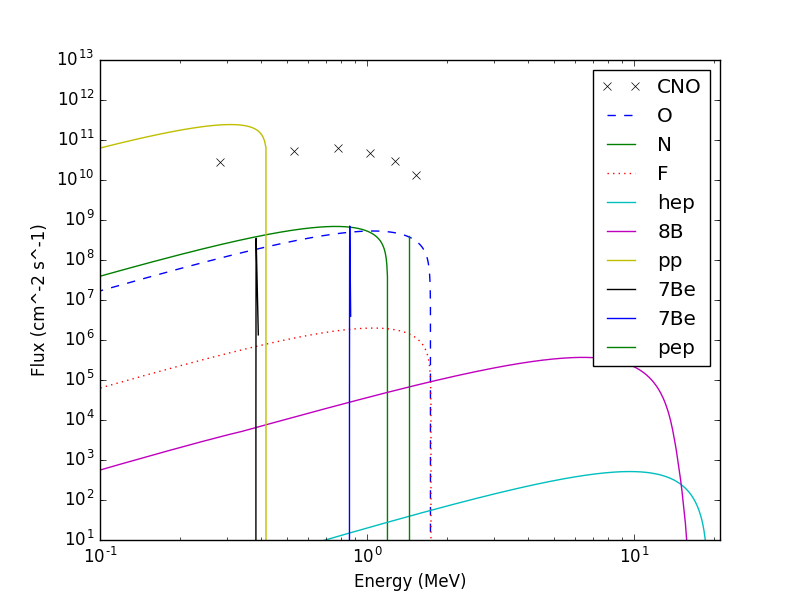 10^13
10^12
10^11
10^10
10^9
10^8
10^7
10^6
10^5
10^4
10^3
10^2
10^1
Flux (cm^-2 s^-1)
10^-1
10^0
10^1
Energy (MeV)
CNO
O
N
F
hep
8B
pp
7Be
7Be
pep